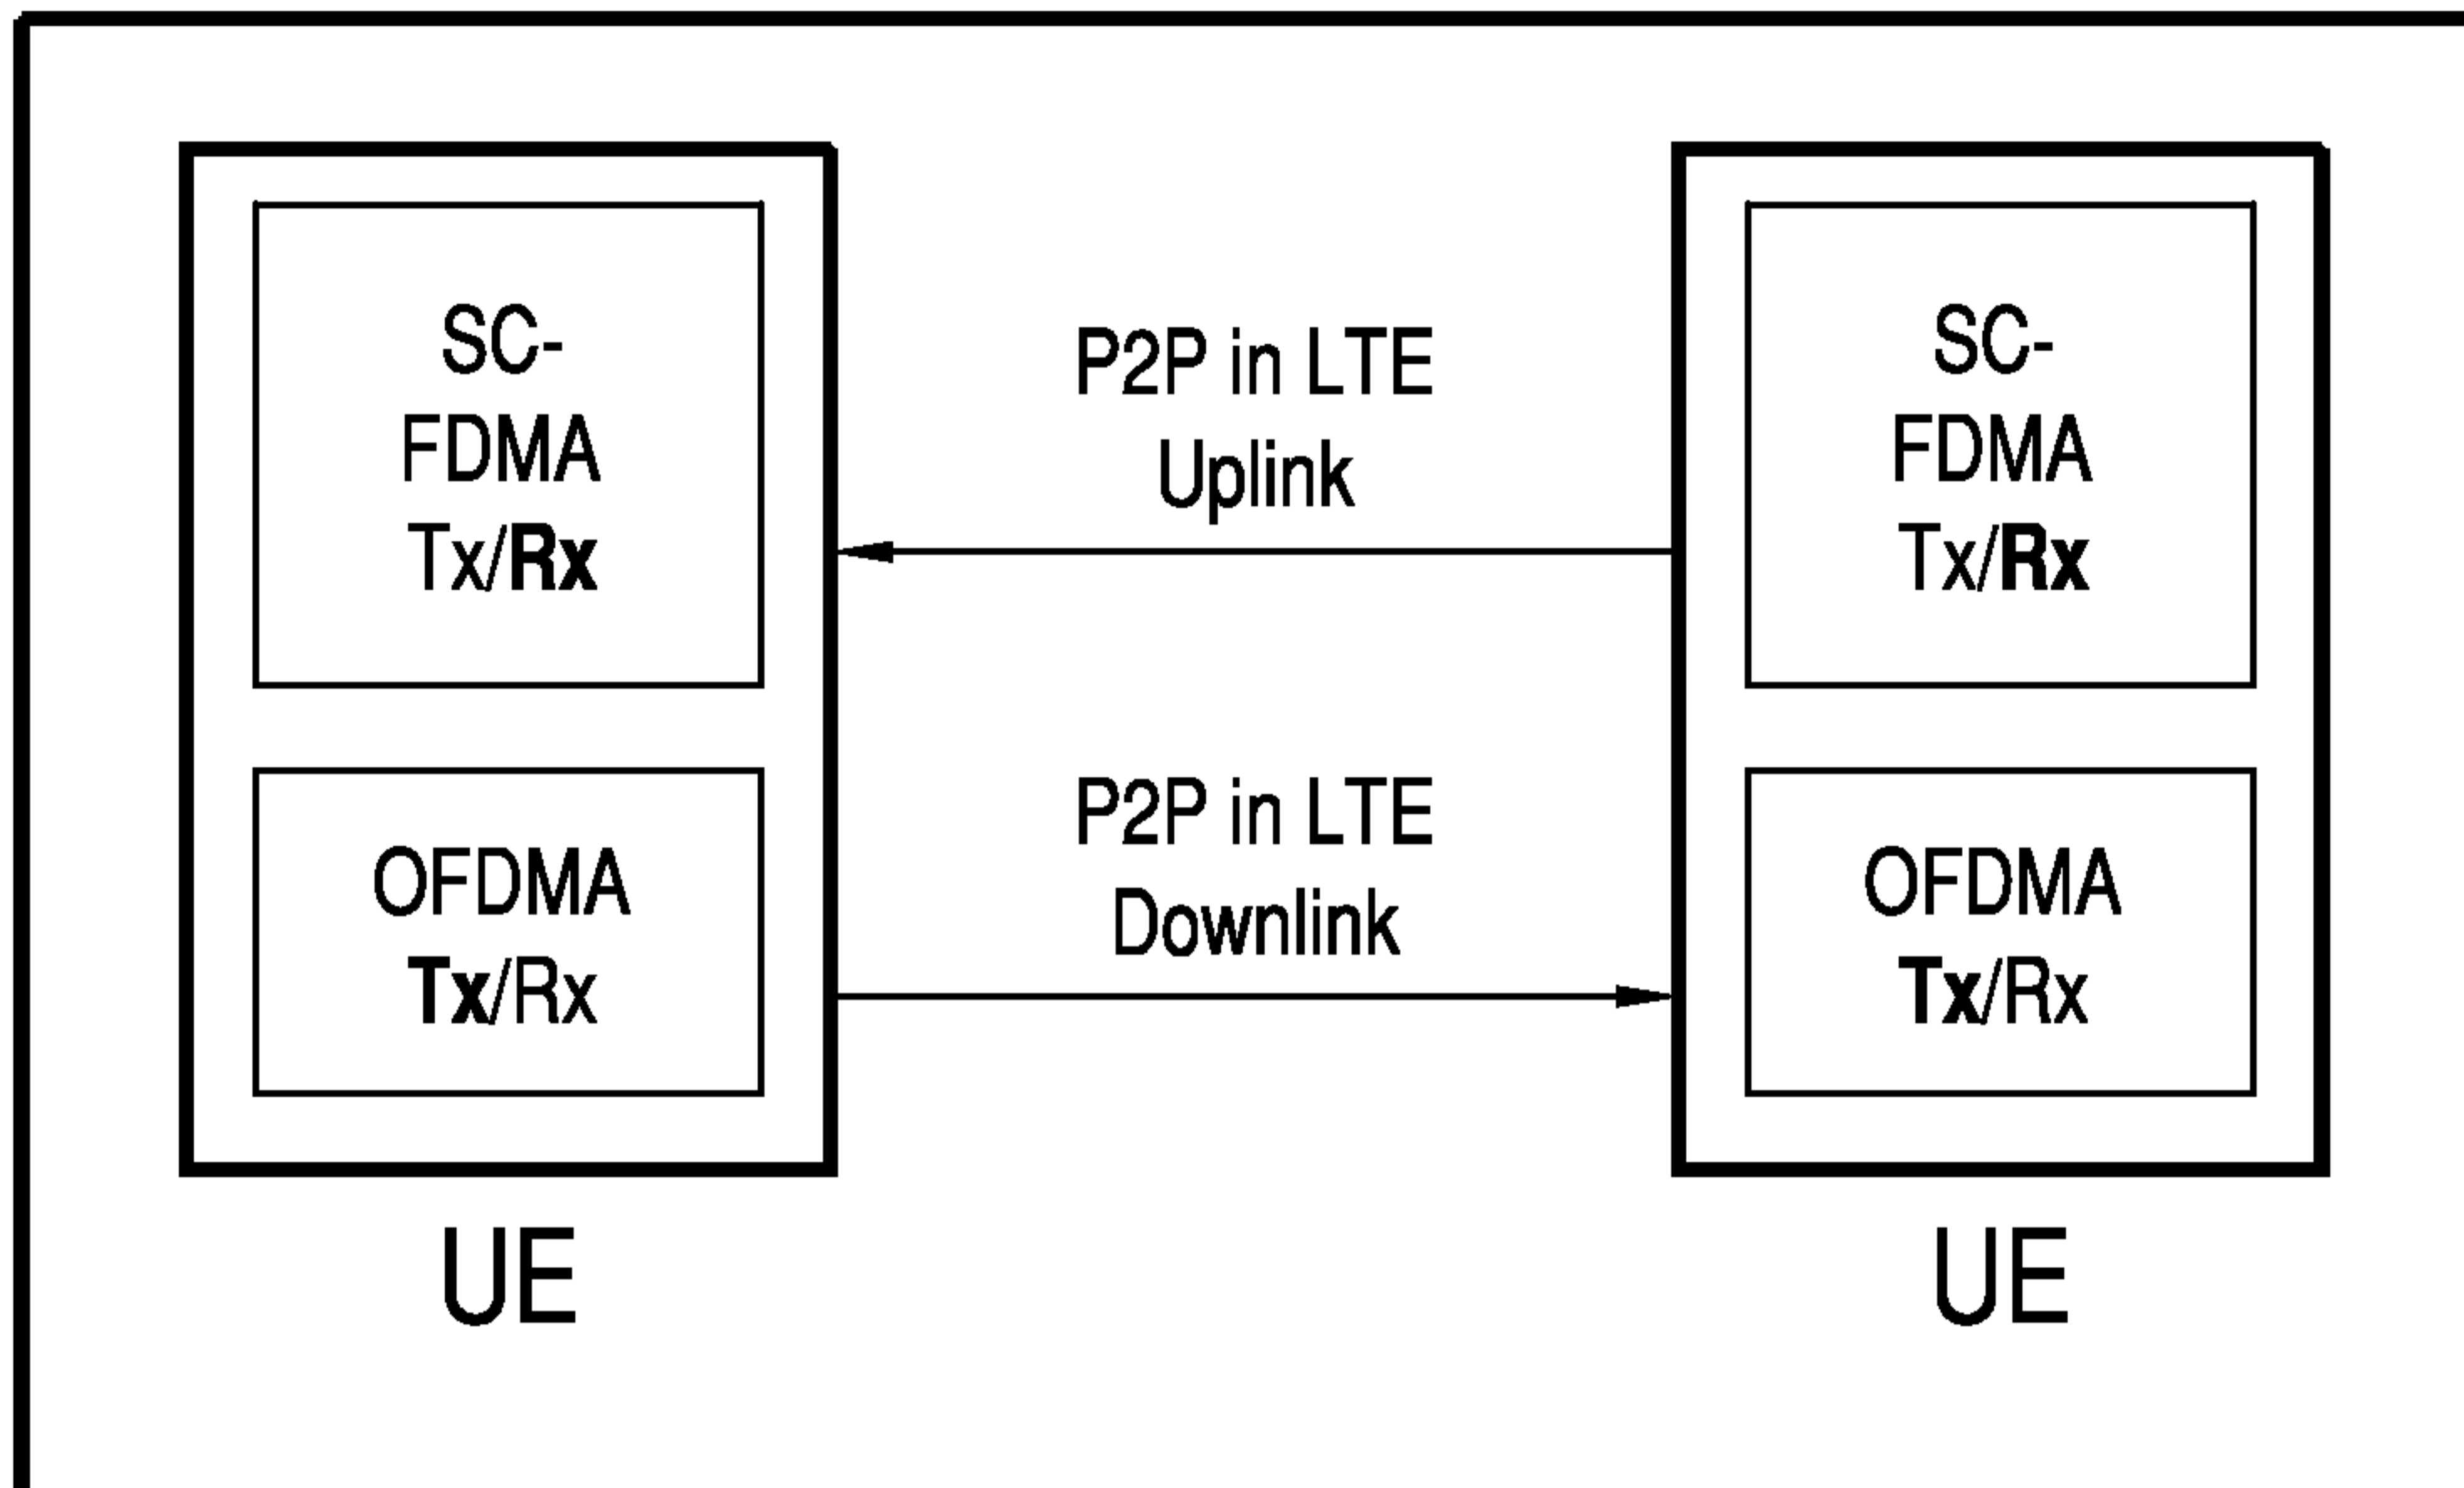 SC-
FDMA
Tx/Rx
OFDMA
Tx/Rx
UE
P2P in LTE
Uplink
P2P in LTE
Downlink
SC-
FDMA
Tx/Rx
OFDMA
Tx/Rx
UE